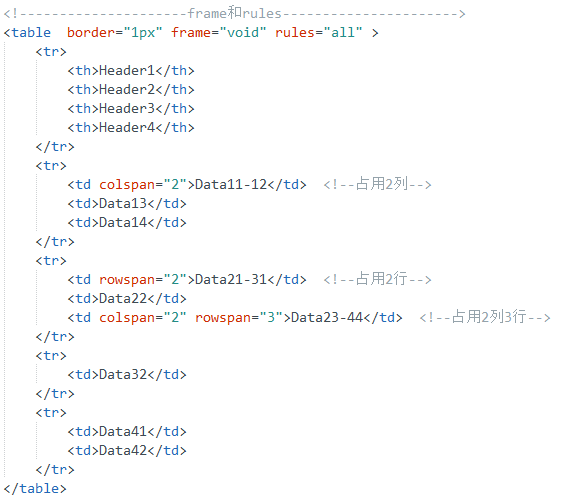 <!---------------------frame和rules---------------------->
<table  border="1px" frame="void" rules="all" >
    <tr>
        <th>Header1</th>
        <th>Header2</th>
        <th>Header3</th>
        <th>Header4</th>
    </tr>
    <tr>
        <td colspan="2">Data11-12</td>  <!--占用2列-->
        <td>Data13</td>
        <td>Data14</td>
    </tr>
    <tr>
        <td rowspan="2">Data21-31</td>  <!--占用2行-->
        <td>Data22</td>
        <td colspan="2" rowspan="3">Data23-44</td>  <!--占用2列3行-->
    </tr>
    <tr>
        <td>Data32</td>
    </tr>
    <tr>
        <td>Data41</td>
        <td>Data42</td>
    </tr>
</table>